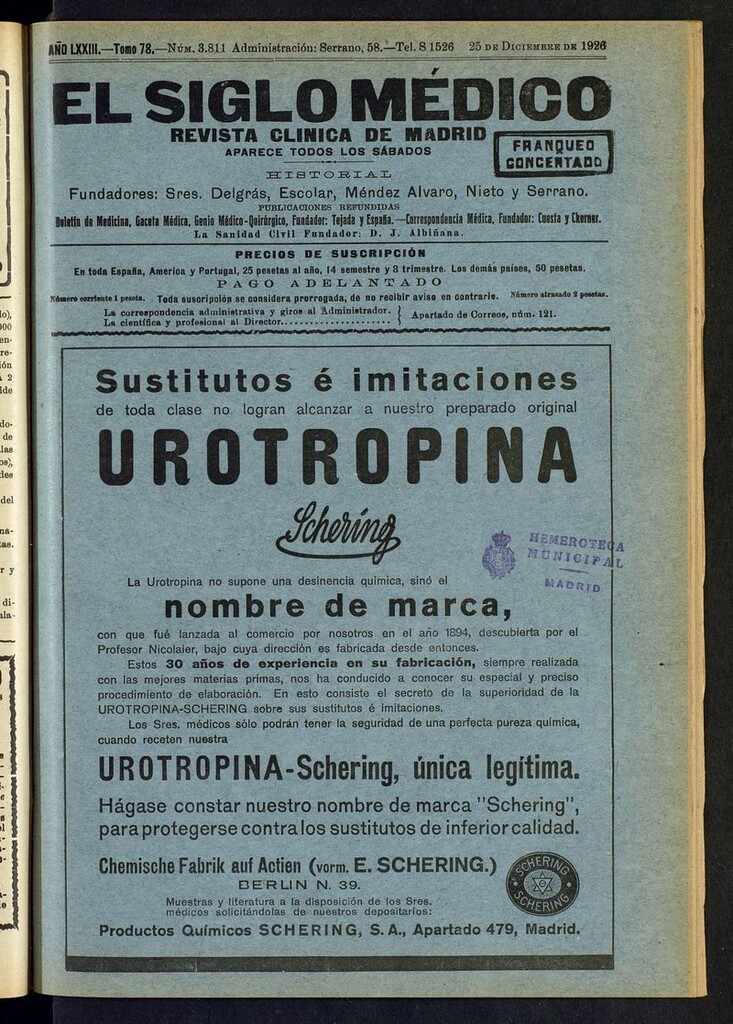 AÑO LXXIII.—Tomo 78.—NÚM. 3.811 Administración: Serrano, 58.—Tel. S 1526 25 DE DICIEMBRE DE 1926
EL SIGLO MÉDICO
REVISTA CLINICA DE MADRID
APARECE TODOS LOS SÁBADOS
FRANQUEO
CONCERTADO
HISTORIAL
Fundadores: Sres. Delgrás, Escolar, Méndez Alvaro, Nieto y Serrano.
PUBLICACIONES REFUNDIDAS
Boletín de Medicina, Gaceta Médica, Genio Médico-Quirúrgico, Fundador: Tejada y España.—Correspondencia Médica, Fundador: Cuesta y Ckerner.
La Sanidad Civil Fundador: D. J. Albiñana.
PRECIOS DE SUSCRIPCIÓN
En toda España, America y Portugal, 25 pesetas al año, 14 semestre y 8 trimestre. Los demás países, 50 pesetas.
PAGO ADELANTADO
Número corriente 1 peseta. Toda suscripción se considera prorrogada, de no recibir aviso en contrario. Número atrasado 2 pesetas.
La correspondencia administrativa y giros al Administrador.
La científica y profesional al Director.....................
Apartado de Correos, núm. 121.
Sustitutos é imitaciones
de toda clase no logran alcanzar a nuestro preparado original
UROTROPINA
Schering
HEMEROTECA
MUNICIPAL
MADRID
La Urotropina no supone una desinencia química, sinó el
nombre de marca,
con que fué lanzada al comercio por nosotros en el año 1894, descubierta por el
Profesor Nicolaier, bajo cuya dirección es fabricada desde entonces.
Estos 30 años de experiencia en su fabricación, siempre realizada
con las mejores materias primas, nos ha conducido a conocer su especial y preciso
procedimiento de elaboración. En esto consiste el secreto de la superioridad de la
UROTROPINA-SCHERING sobre sus sustitutos é imitaciones.
Los Sres. médicos sólo podrán tener la seguridad de una perfecta pureza química,
cuando receten nuestra
UROTROPINA-Schering, única legítima.
Hágase constar nuestro nombre de marca "Schering",
para protegerse contra los sustitutos de inferior calidad.
Chemische Fabrik auf Actien (vorm. E. SCHERING.)
BERLIN N. 39.
SCHERING
SCHERING
Muestras y literatura a la disposición de los Sres.
médicos solicitándolas de nuestros depositarios:
Productos Químicos SCHERING, S. A., Apartado 479, Madrid.